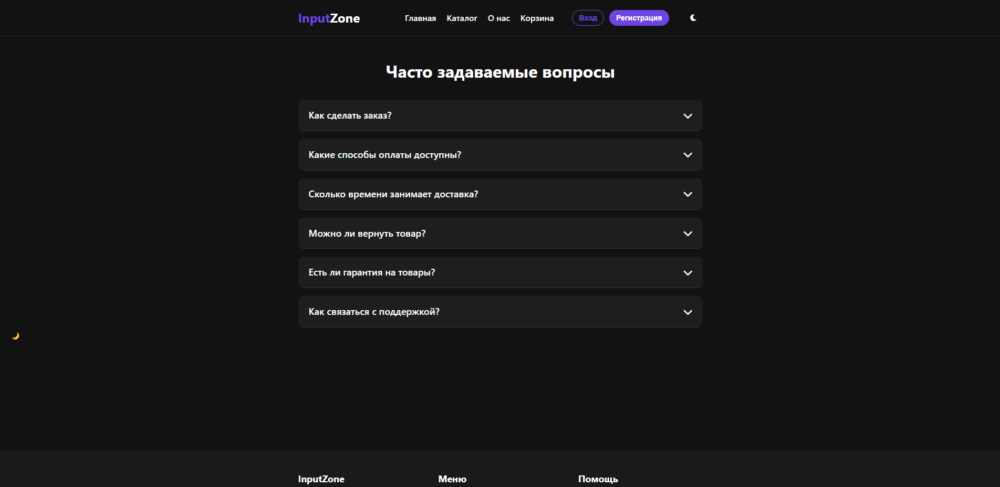 InputZone Главная Каталог О нас Корзина Вход Регистрация
Часто задаваемые вопросы
Как сделать заказ?
Какие способы оплаты доступны?
Сколько времени занимает доставка?
Можно ли вернуть товар?
Есть ли гарантия на товары?
Как связаться с поддержкой?
InputZone Меню Помощь